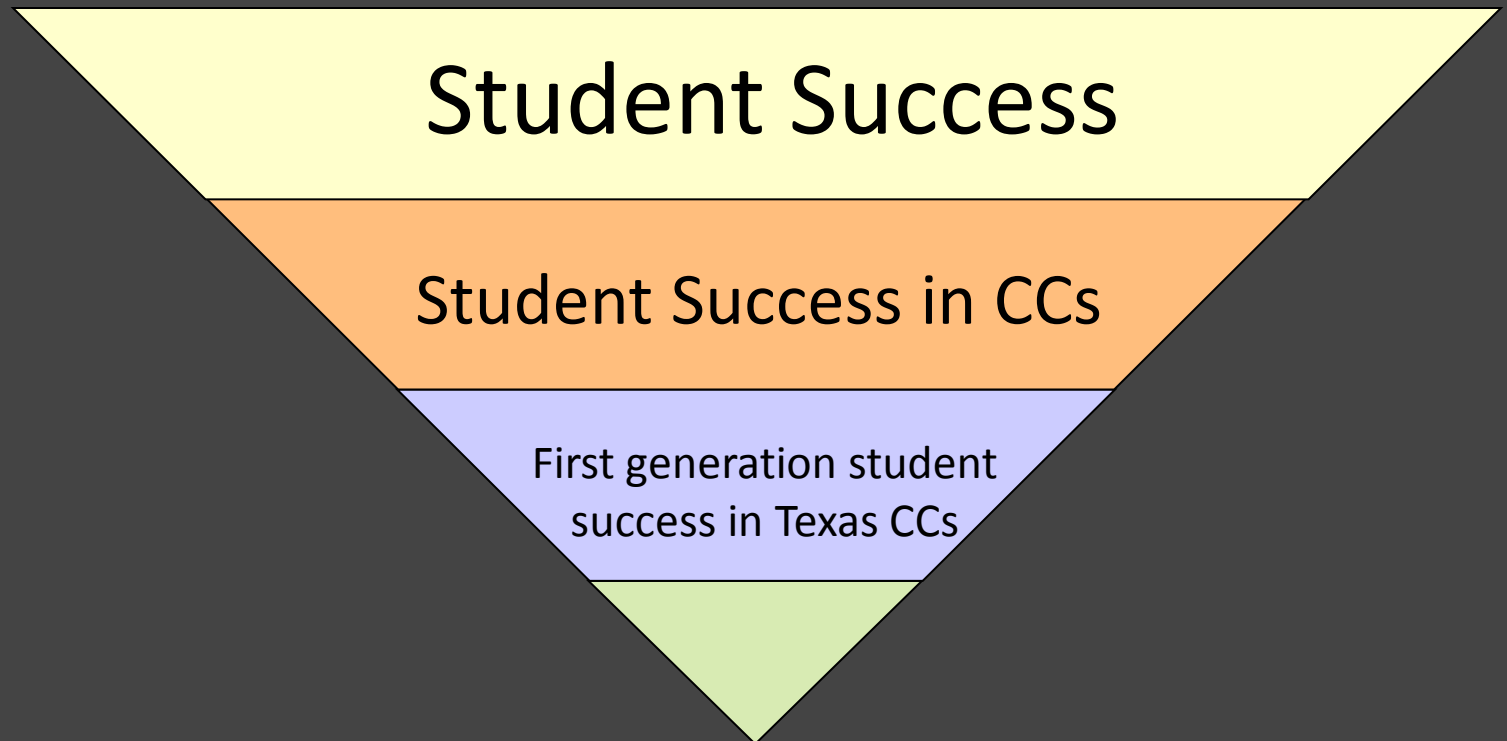 Student Success
Student Success in CCs
First generation student
success in Texas CCs